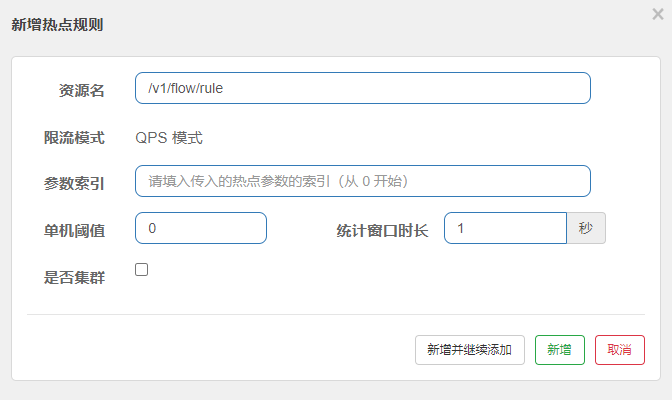 新增热点规则
×
资源名 /v1/flow/rule
限流模式 QPS 模式
参数索引 请填入传入的热点参数的索引（从 0 开始）
单机阈值 0 统计窗口时长 1 秒
是否集群
新增并继续添加 新增 取消